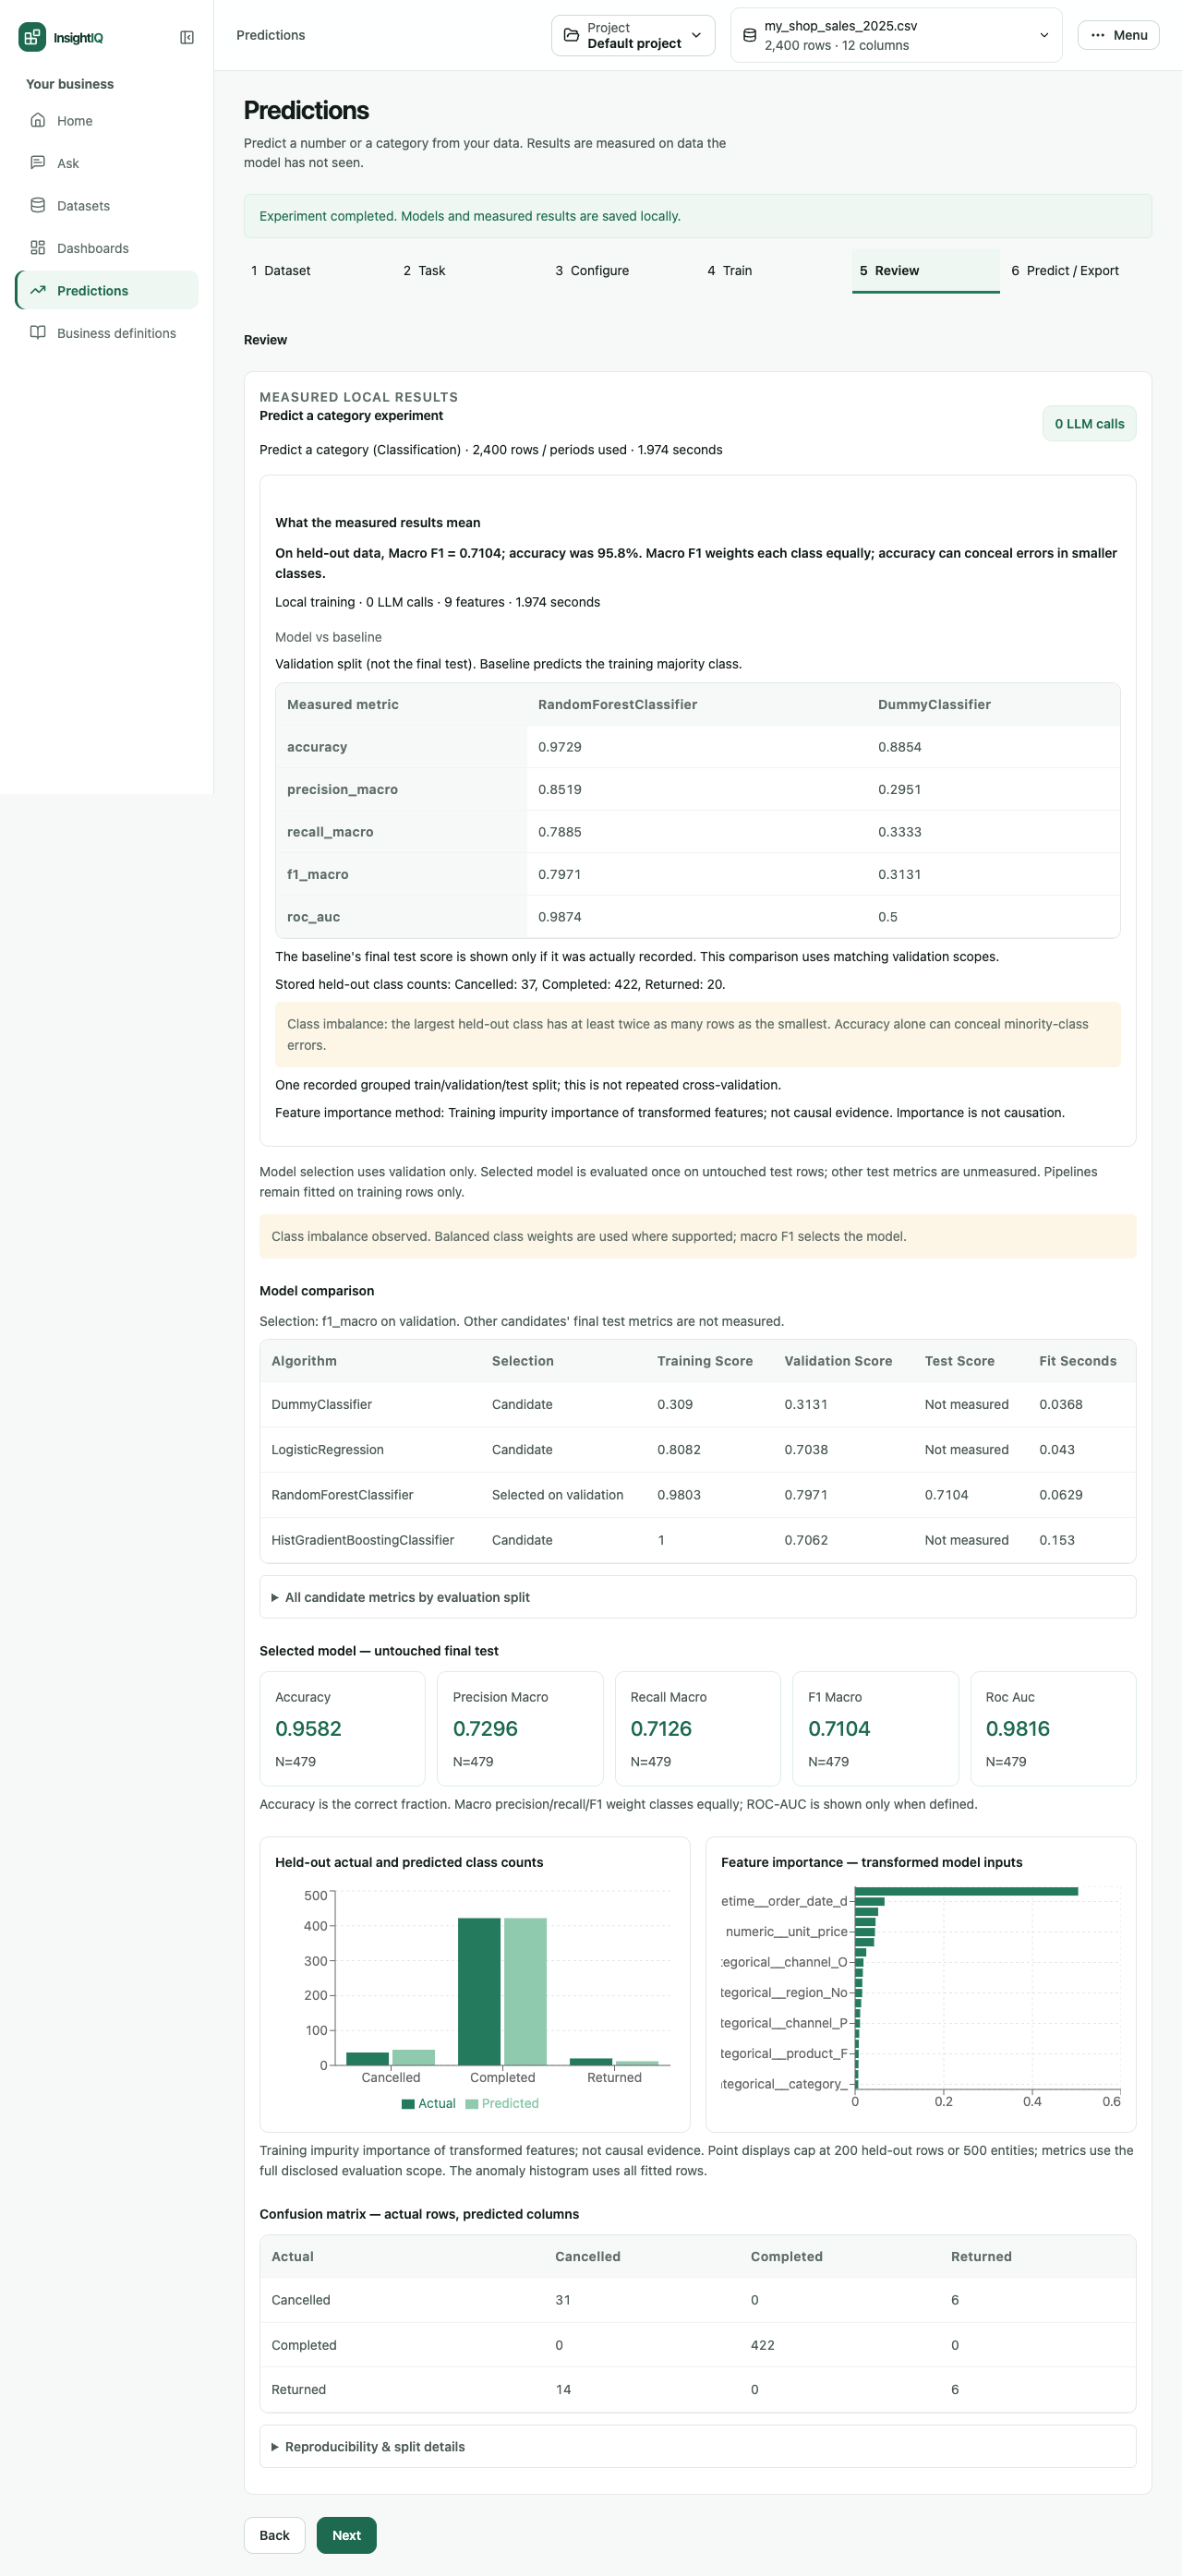 InsightIQ
Your business
Home
Ask
Datasets
Dashboards
Predictions
Business definitions
Predictions
Project
Default project
my_shop_sales_2025.csv
2,400 rows · 12 columns
Menu
Predictions
Predict a number or a category from your data. Results are measured on data the
model has not seen.
Experiment completed. Models and measured results are saved locally.
1 Dataset
2 Task
3 Configure
4 Train
5 Review
6 Predict / Export
Review
MEASURED LOCAL RESULTS
Predict a category experiment
0 LLM calls
Predict a category (Classification) · 2,400 rows / periods used · 1.974 seconds
What the measured results mean
On held-out data, Macro F1 = 0.7104; accuracy was 95.8%. Macro F1 weights each class equally; accuracy can conceal errors in smaller
classes.
Local training · 0 LLM calls · 9 features · 1.974 seconds
Model vs baseline
Validation split (not the final test). Baseline predicts the training majority class.
Measured metric RandomForestClassifier DummyClassifier
accuracy 0.9729 0.8854
precision_macro 0.8519 0.2951
recall_macro 0.7885 0.3333
f1_macro 0.7971 0.3131
roc_auc 0.9874 0.5
The baseline's final test score is shown only if it was actually recorded. This comparison uses matching validation scopes.
Stored held-out class counts: Cancelled: 37, Completed: 422, Returned: 20.
Class imbalance: the largest held-out class has at least twice as many rows as the smallest. Accuracy alone can conceal minority-class
errors.
One recorded grouped train/validation/test split; this is not repeated cross-validation.
Feature importance method: Training impurity importance of transformed features; not causal evidence. Importance is not causation.
Model selection uses validation only. Selected model is evaluated once on untouched test rows; other test metrics are unmeasured. Pipelines
remain fitted on training rows only.
Class imbalance observed. Balanced class weights are used where supported; macro F1 selects the model.
Model comparison
Selection: f1_macro on validation. Other candidates' final test metrics are not measured.
Algorithm Selection Training Score Validation Score Test Score Fit Seconds
DummyClassifier Candidate 0.309 0.3131 Not measured 0.0368
LogisticRegression Candidate 0.8082 0.7038 Not measured 0.043
RandomForestClassifier Selected on validation 0.9803 0.7971 0.7104 0.0629
HistGradientBoostingClassifier Candidate 1 0.7062 Not measured 0.153
All candidate metrics by evaluation split
Selected model — untouched final test
Accuracy
0.9582
N=479
Precision Macro
0.7296
N=479
Recall Macro
0.7126
N=479
F1 Macro
0.7104
N=479
Roc Auc
0.9816
N=479
Accuracy is the correct fraction. Macro precision/recall/F1 weight classes equally; ROC-AUC is shown only when defined.
Held-out actual and predicted class counts
500
400
300
200
100
0
Cancelled Completed Returned
Actual Predicted
Feature importance — transformed model inputs
etime__order_date_d
numeric__unit_price
tegorical__channel_O
tegorical__region_No
tegorical__channel_P
tegorical__product_F
ategorical__category_
0 0.2 0.4 0.6
Training impurity importance of transformed features; not causal evidence. Point displays cap at 200 held-out rows or 500 entities; metrics use the
full disclosed evaluation scope. The anomaly histogram uses all fitted rows.
Confusion matrix — actual rows, predicted columns
Actual Cancelled Completed Returned
Cancelled 31 0 6
Completed 0 422 0
Returned 14 0 6
Reproducibility & split details
Back
Next